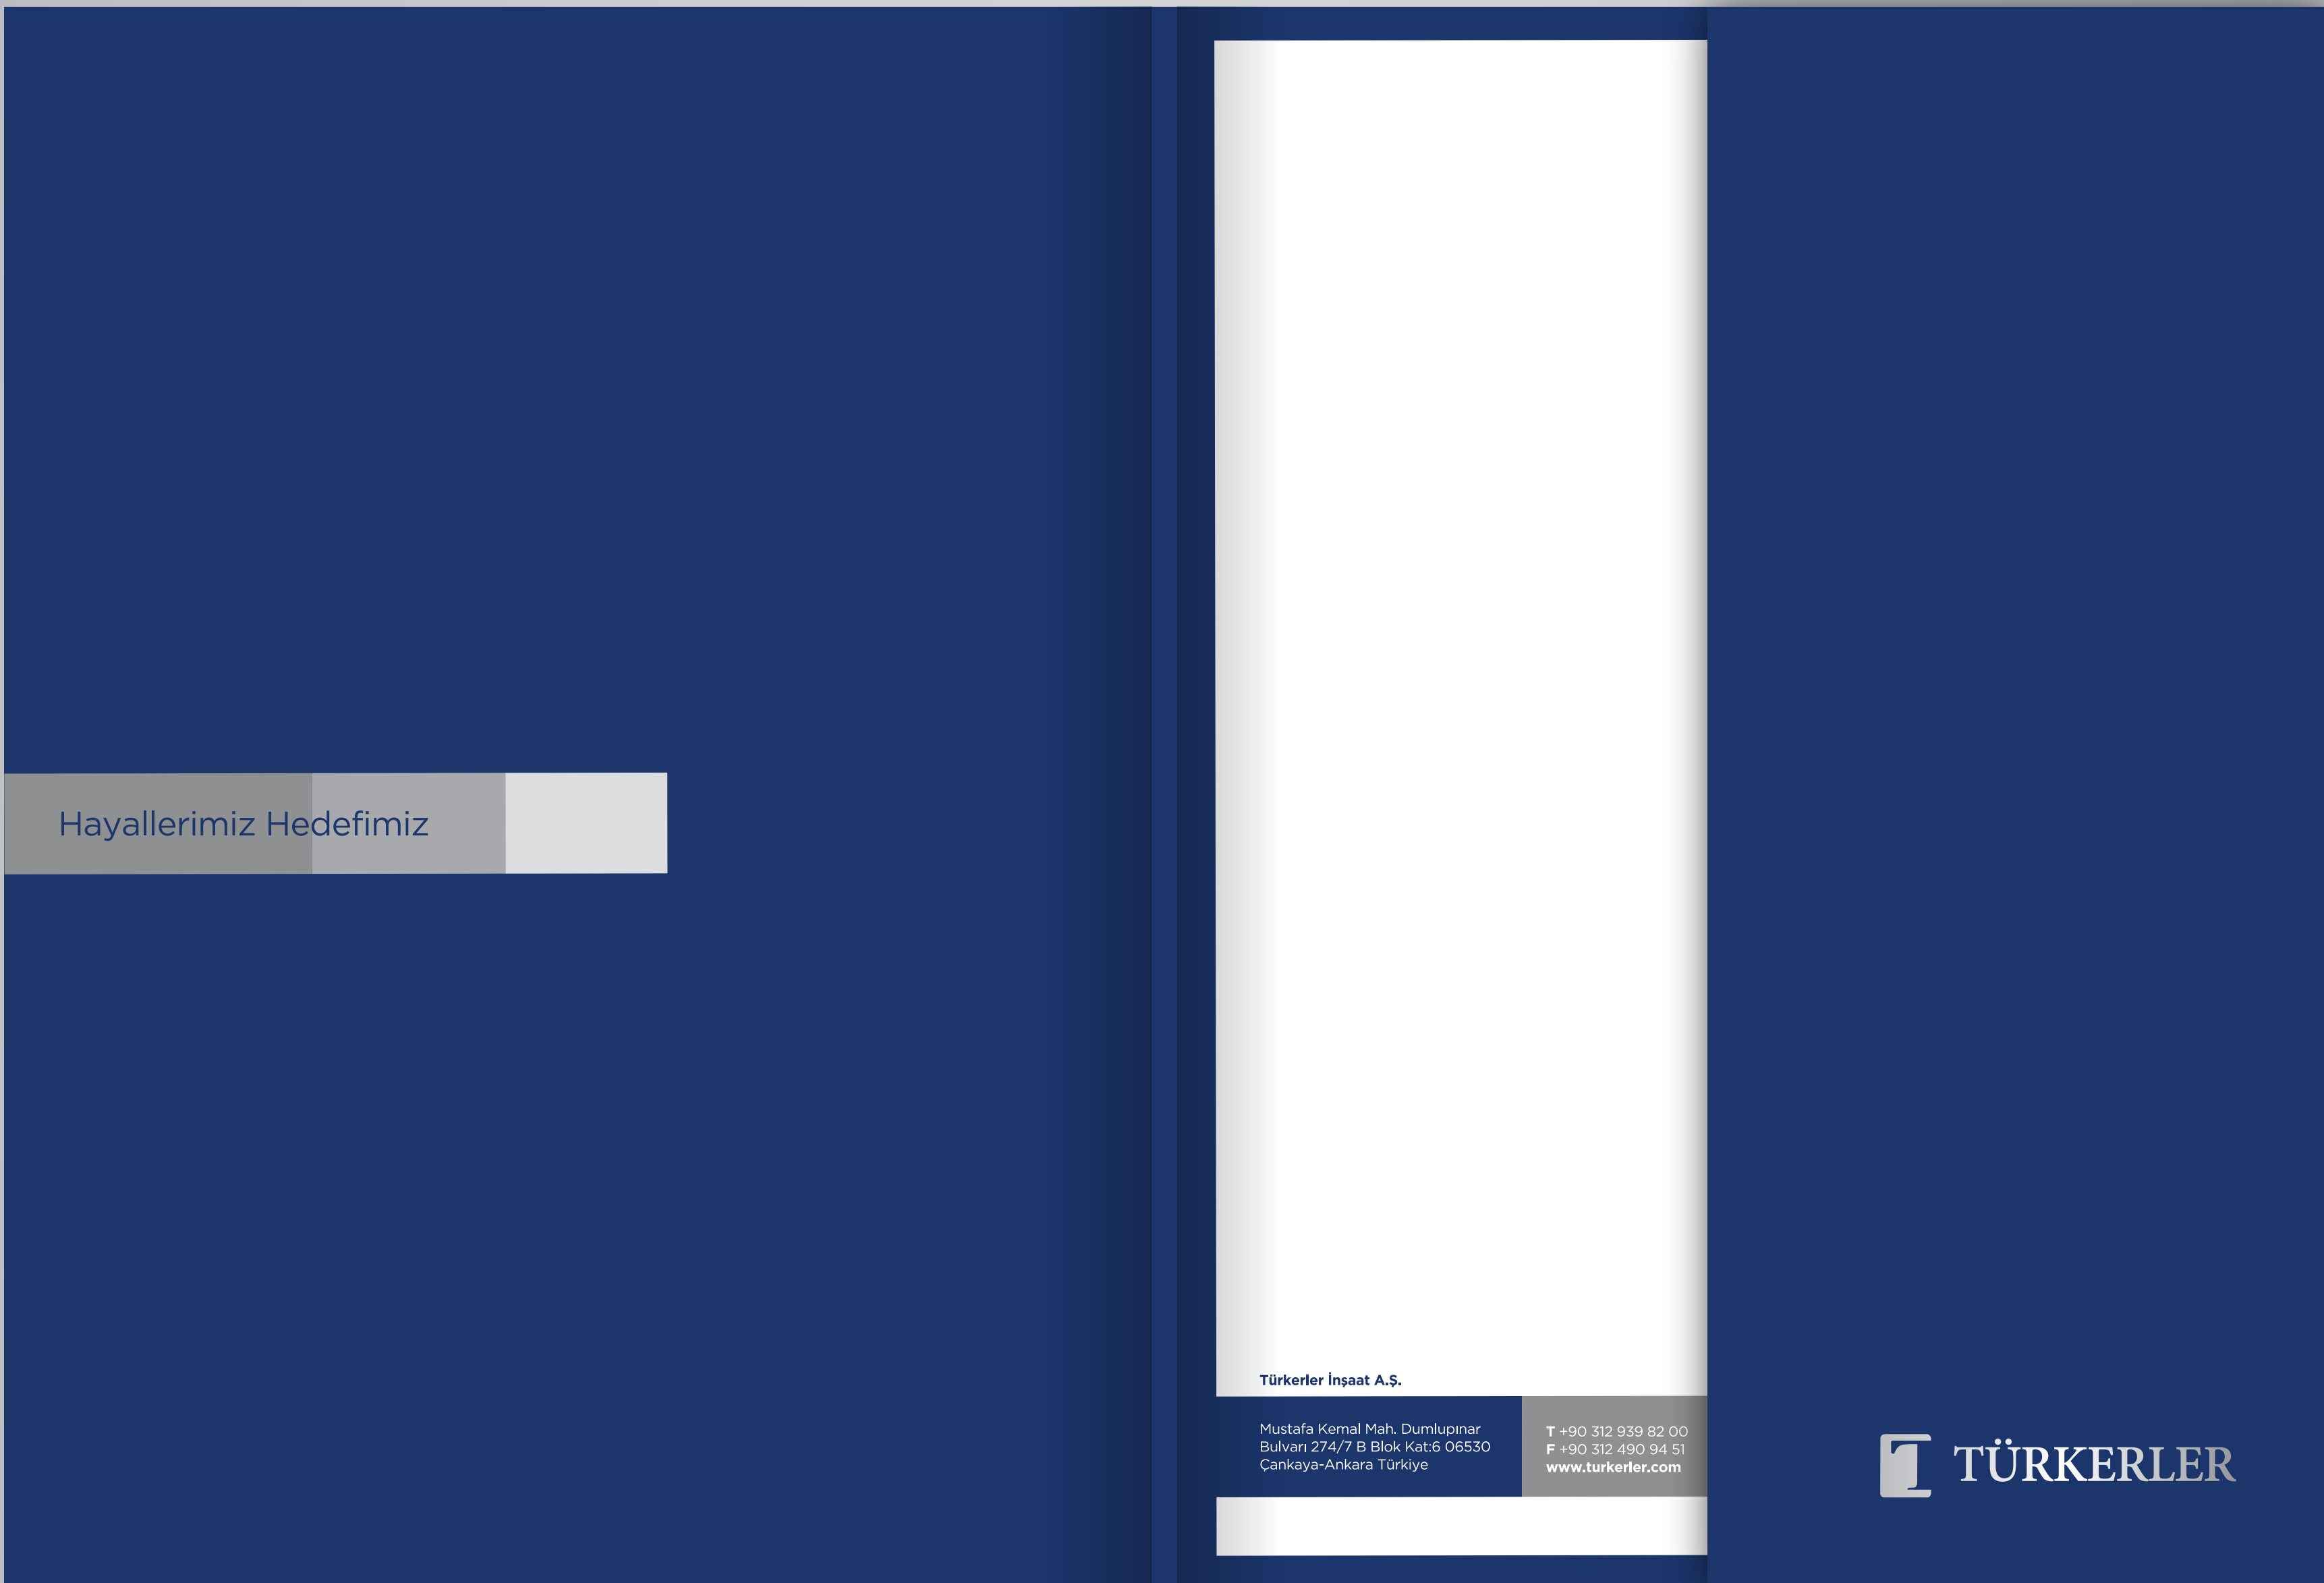 Hayallerimiz Hedefimiz
Türkerler İnşaat A.Ş.
Mustafa Kemal Mah. Dumlupınar
Bulvarı 274/7 B Blok Kat:6 06530
Çankaya-Ankara Türkiye
T +90 312 939 82 00
F +90 312 490 94 51
www.turkerler.com
TÜRKERLER